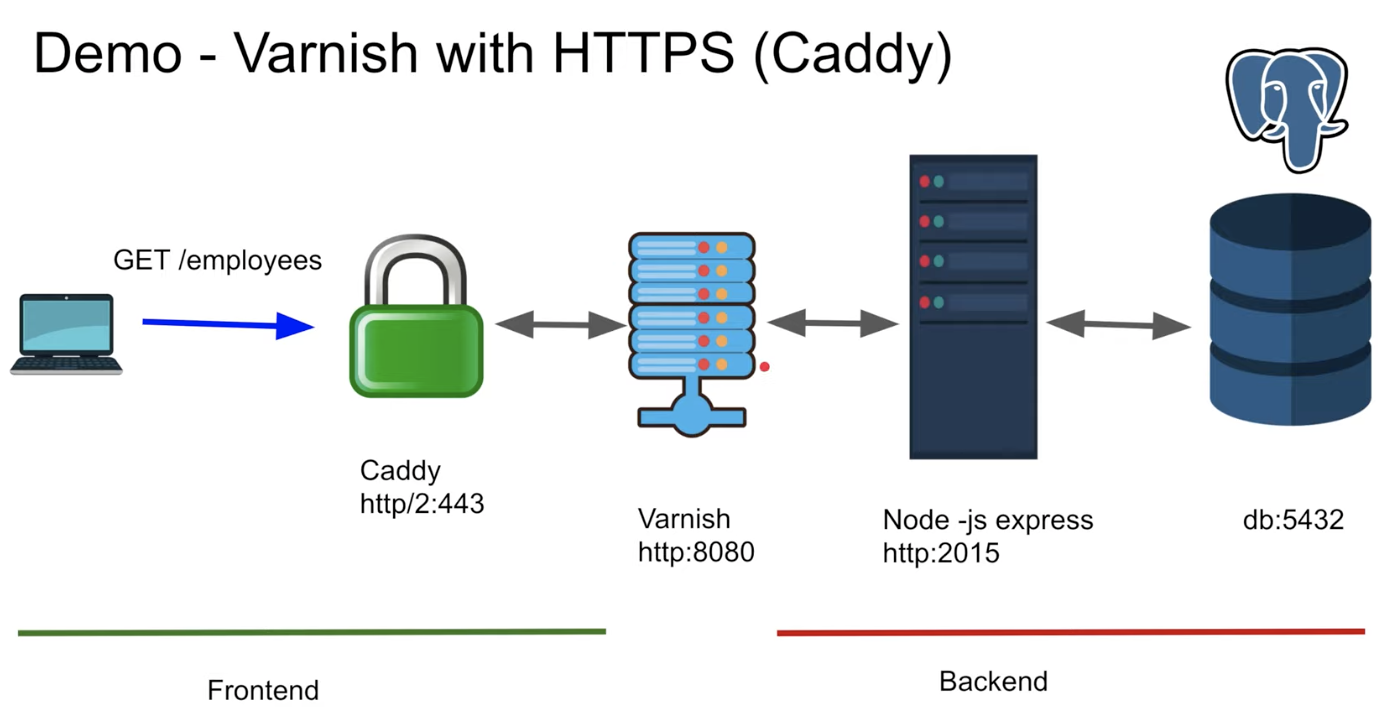 Demo - Varnish with HTTPS (Caddy)
GET /employees
Caddy
http/2:443
Varnish
http:8080
Node -js express
http:2015
db:5432
Frontend
Backend